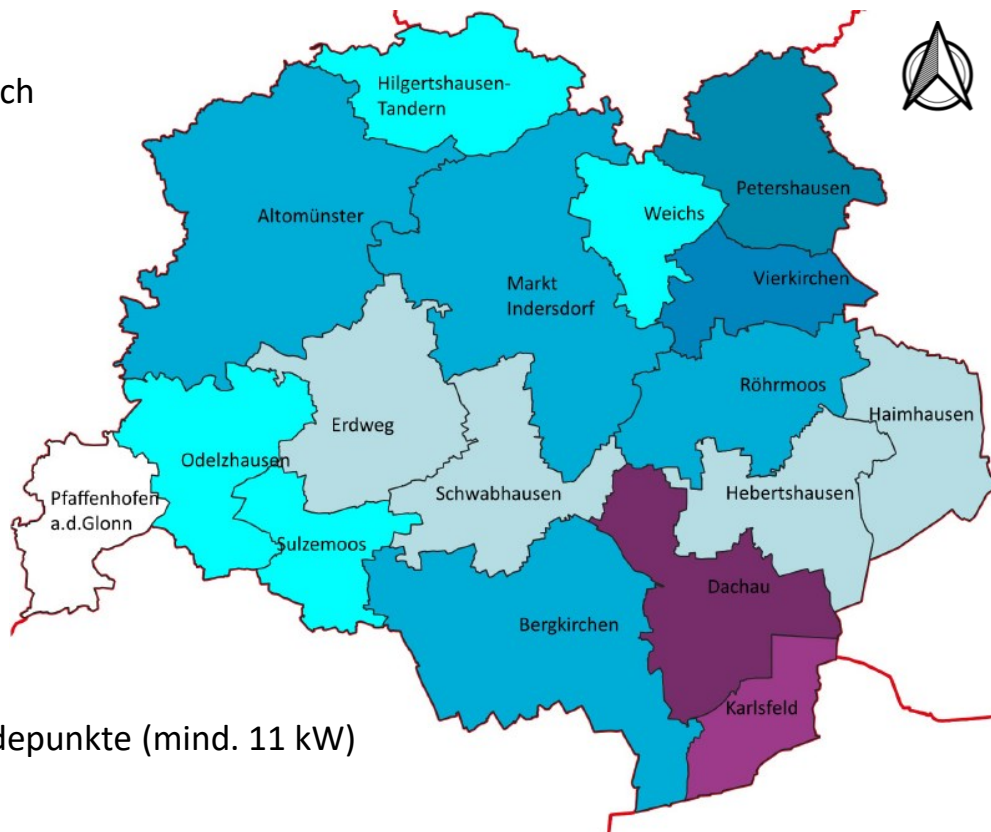 ch
Hilgertshausen-
Tandern
Petershausen
Altomünster
Weichs
Vierkirchen
Markt
Indersdorf
Röhrmoos
Haimhausen
Erdweg
Odelzhausen
Schwabhausen
Hebertshausen
Pfaffenhofen
a.d.Glonn
Sulzemoos
Dachau
Bergkirchen
Karlsfeld
depunkte (mind. 11 kW)